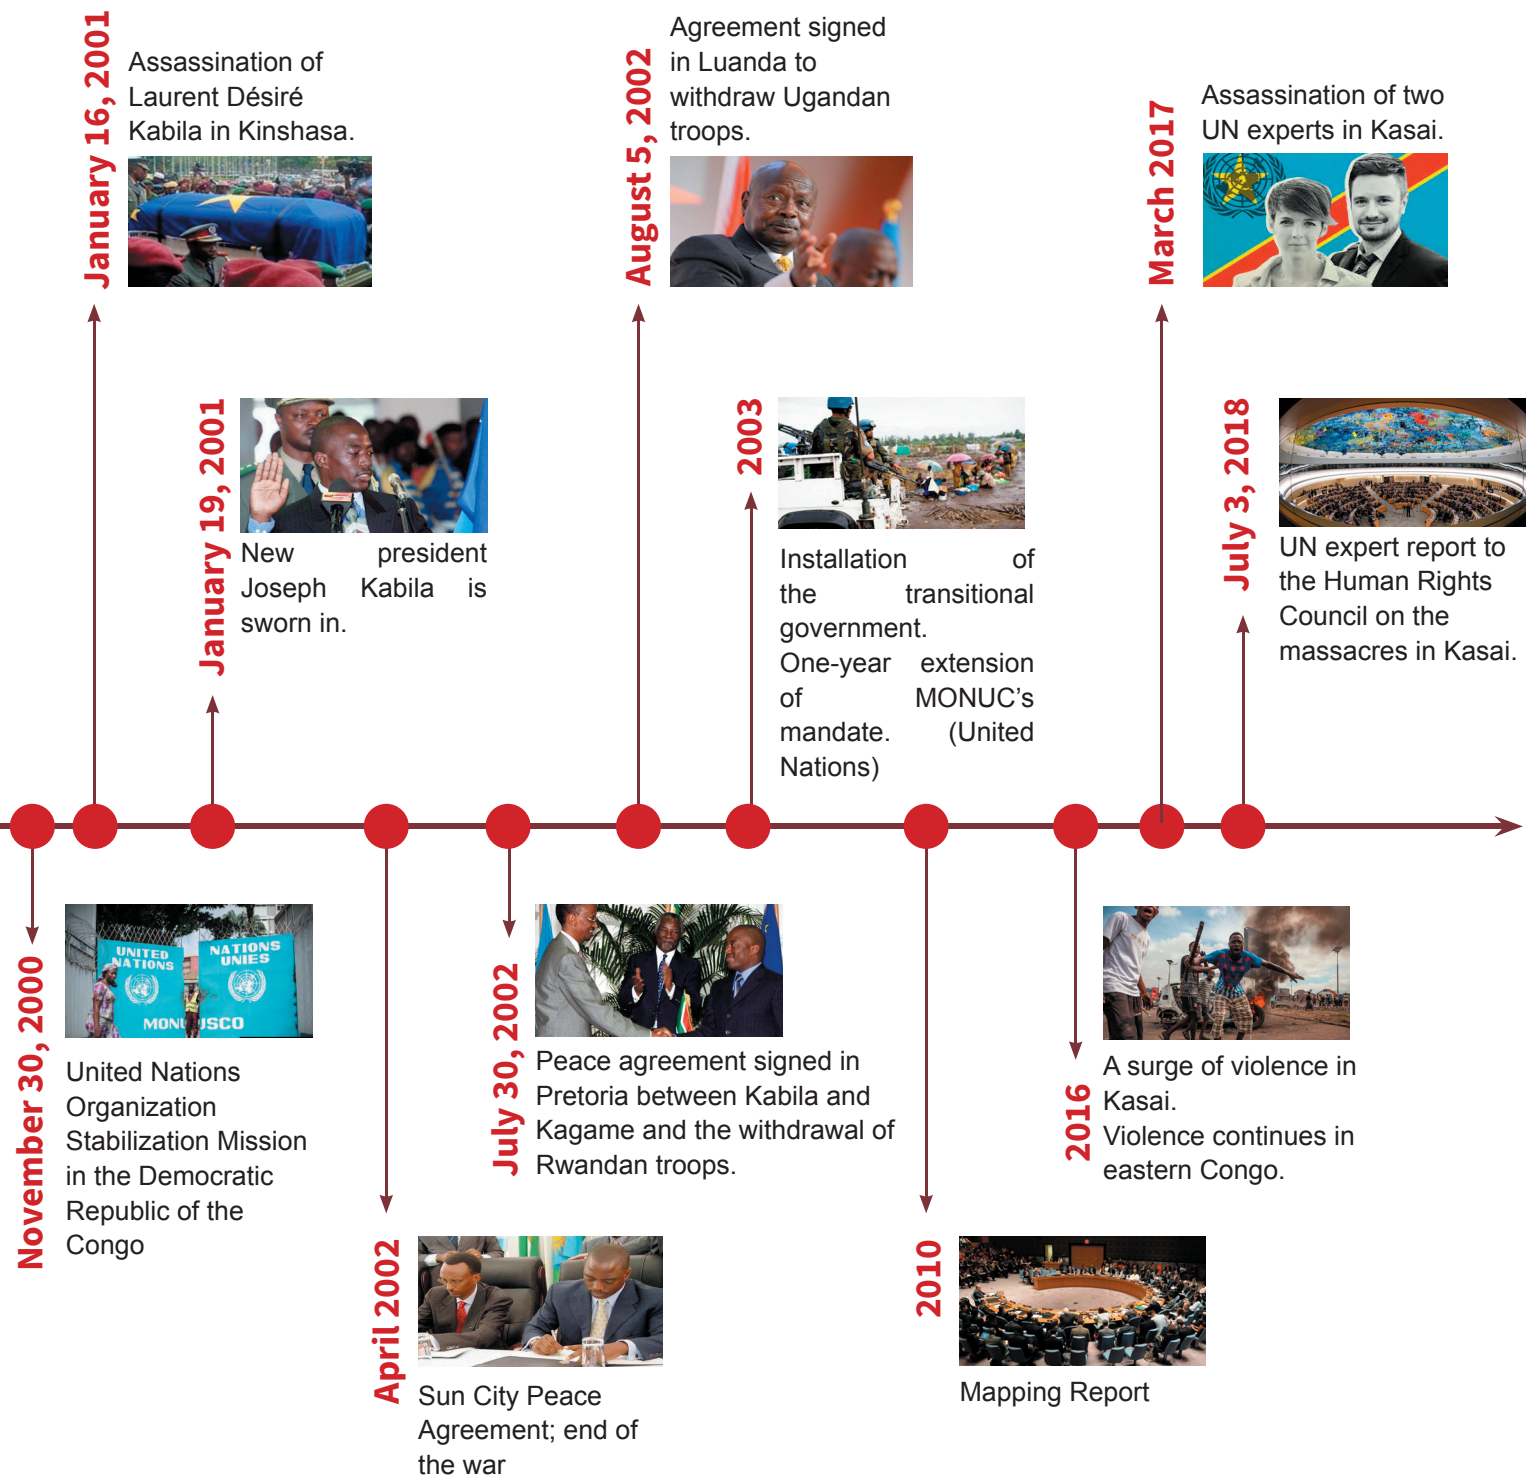 January 16, 2001
Assassination of
Laurent Désiré
Kabila in Kinshasa.
August 5, 2002
Agreement signed
in Luanda to
withdraw Ugandan
troops.
March 2017
Assassination of two
UN experts in Kasai.
January 19, 2001
New president
Joseph Kabila is
sworn in.
2003
Installation of
the transitional
government.
One-year extension
of MONUC’s
mandate. (United
Nations)
July 3, 2018
UN expert report to
the Human Rights
Council on the
massacres in Kasai.
November 30, 2000
UNITED
NATIONS
NATIONS
UNIES
MONUSCO
United Nations
Organization
Stabilization Mission
in the Democratic
Republic of the
Congo
July 30, 2002
Peace agreement signed in
Pretoria between Kabila and
Kagame and the withdrawal of
Rwandan troops.
2016
A surge of violence in
Kasai.
Violence continues in
eastern Congo.
April 2002
Sun City Peace
Agreement; end of
the war
2010
Mapping Report